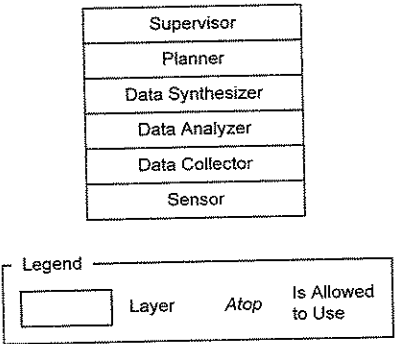 Supervisor
Planner
Data Synthesizer
Data Analyzer
Data Collector
Sensor
Legend
Layer
Atop
Is Allowed
to Use